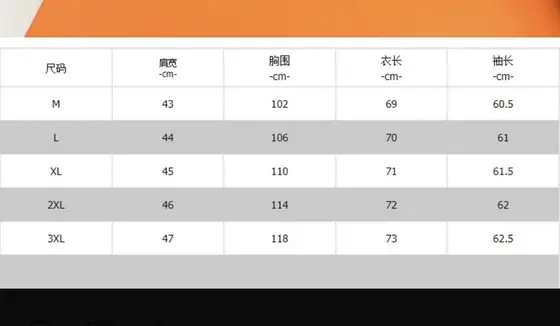 尺码 肩宽 胸围 衣长 袖长
-cm- -cm- -cm- -cm-
M 43 102 69 60.5
L 44 106 70 61
XL 45 110 71 61.5
2XL 46 114 72 62
3XL 47 118 73 62.5